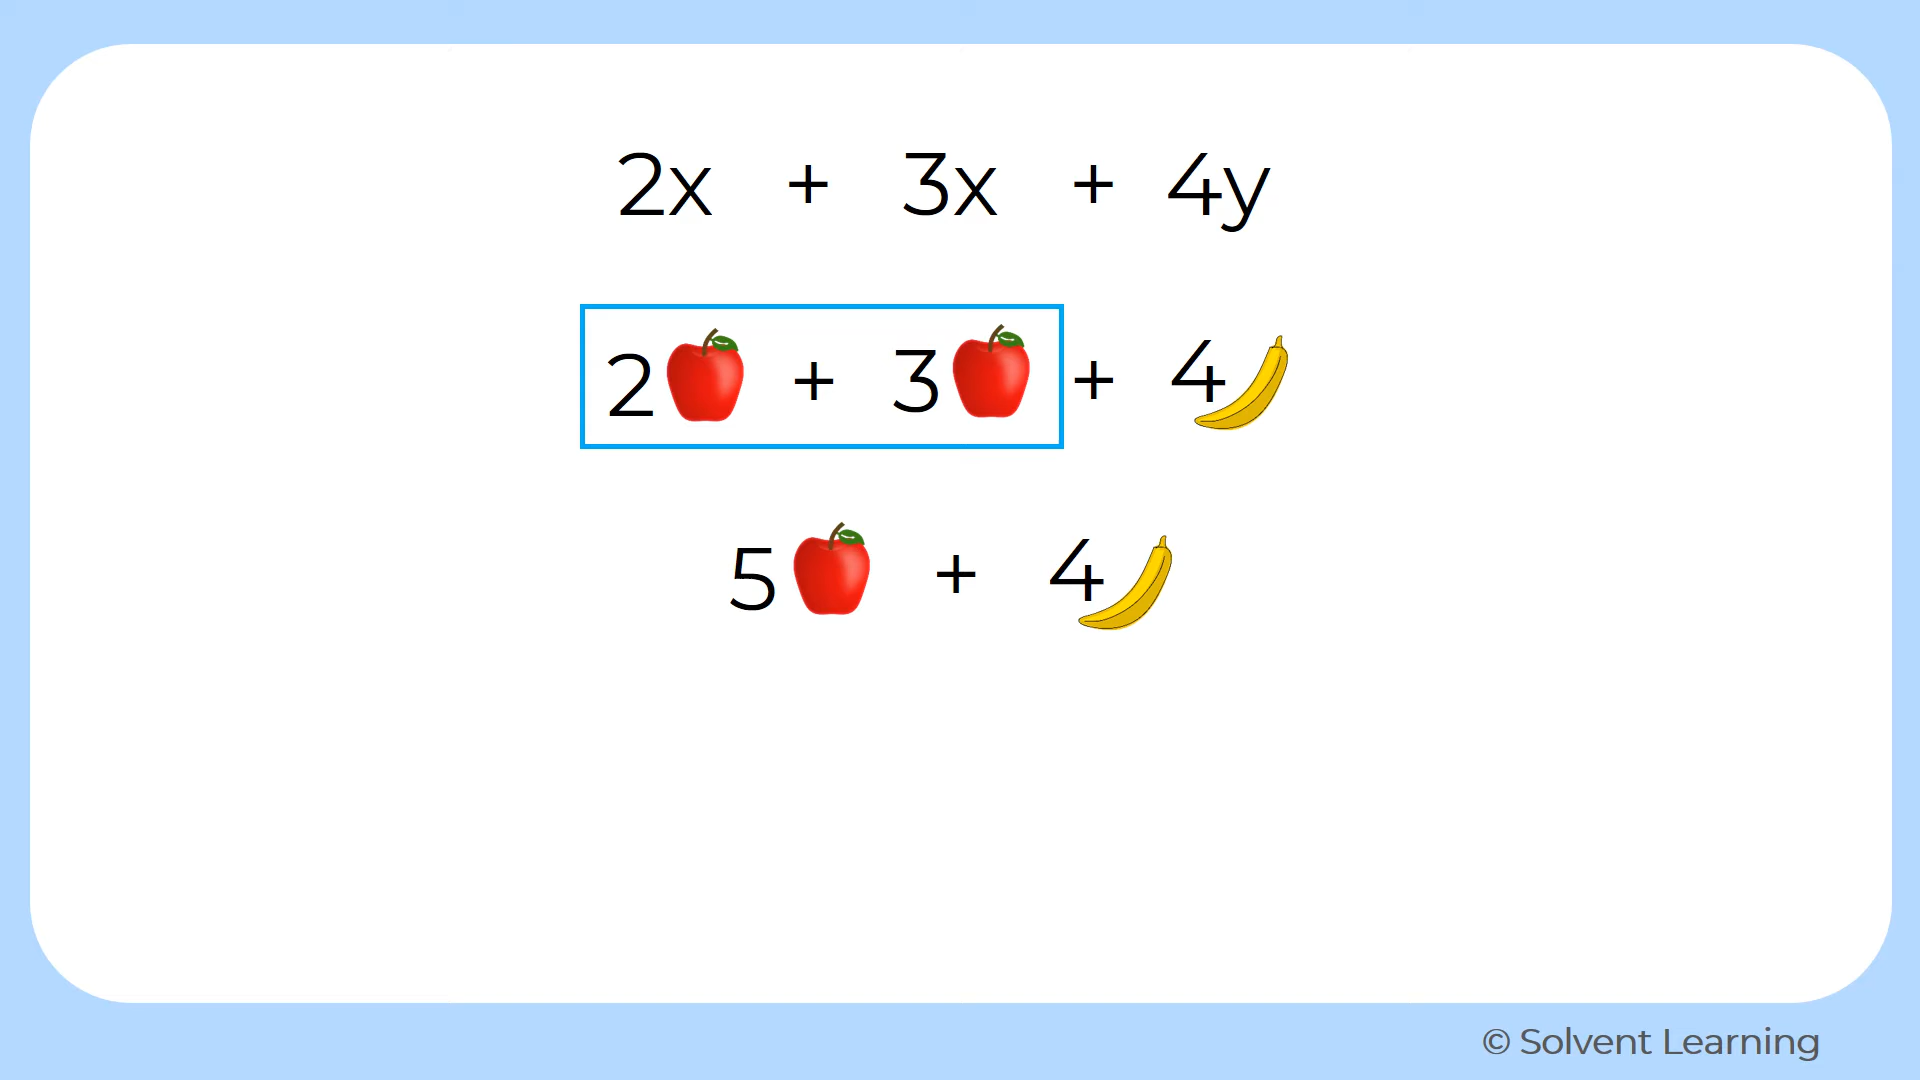 2x + 3x + 4y
2 + 3 + 4
5 + 4
© Solvent Learning